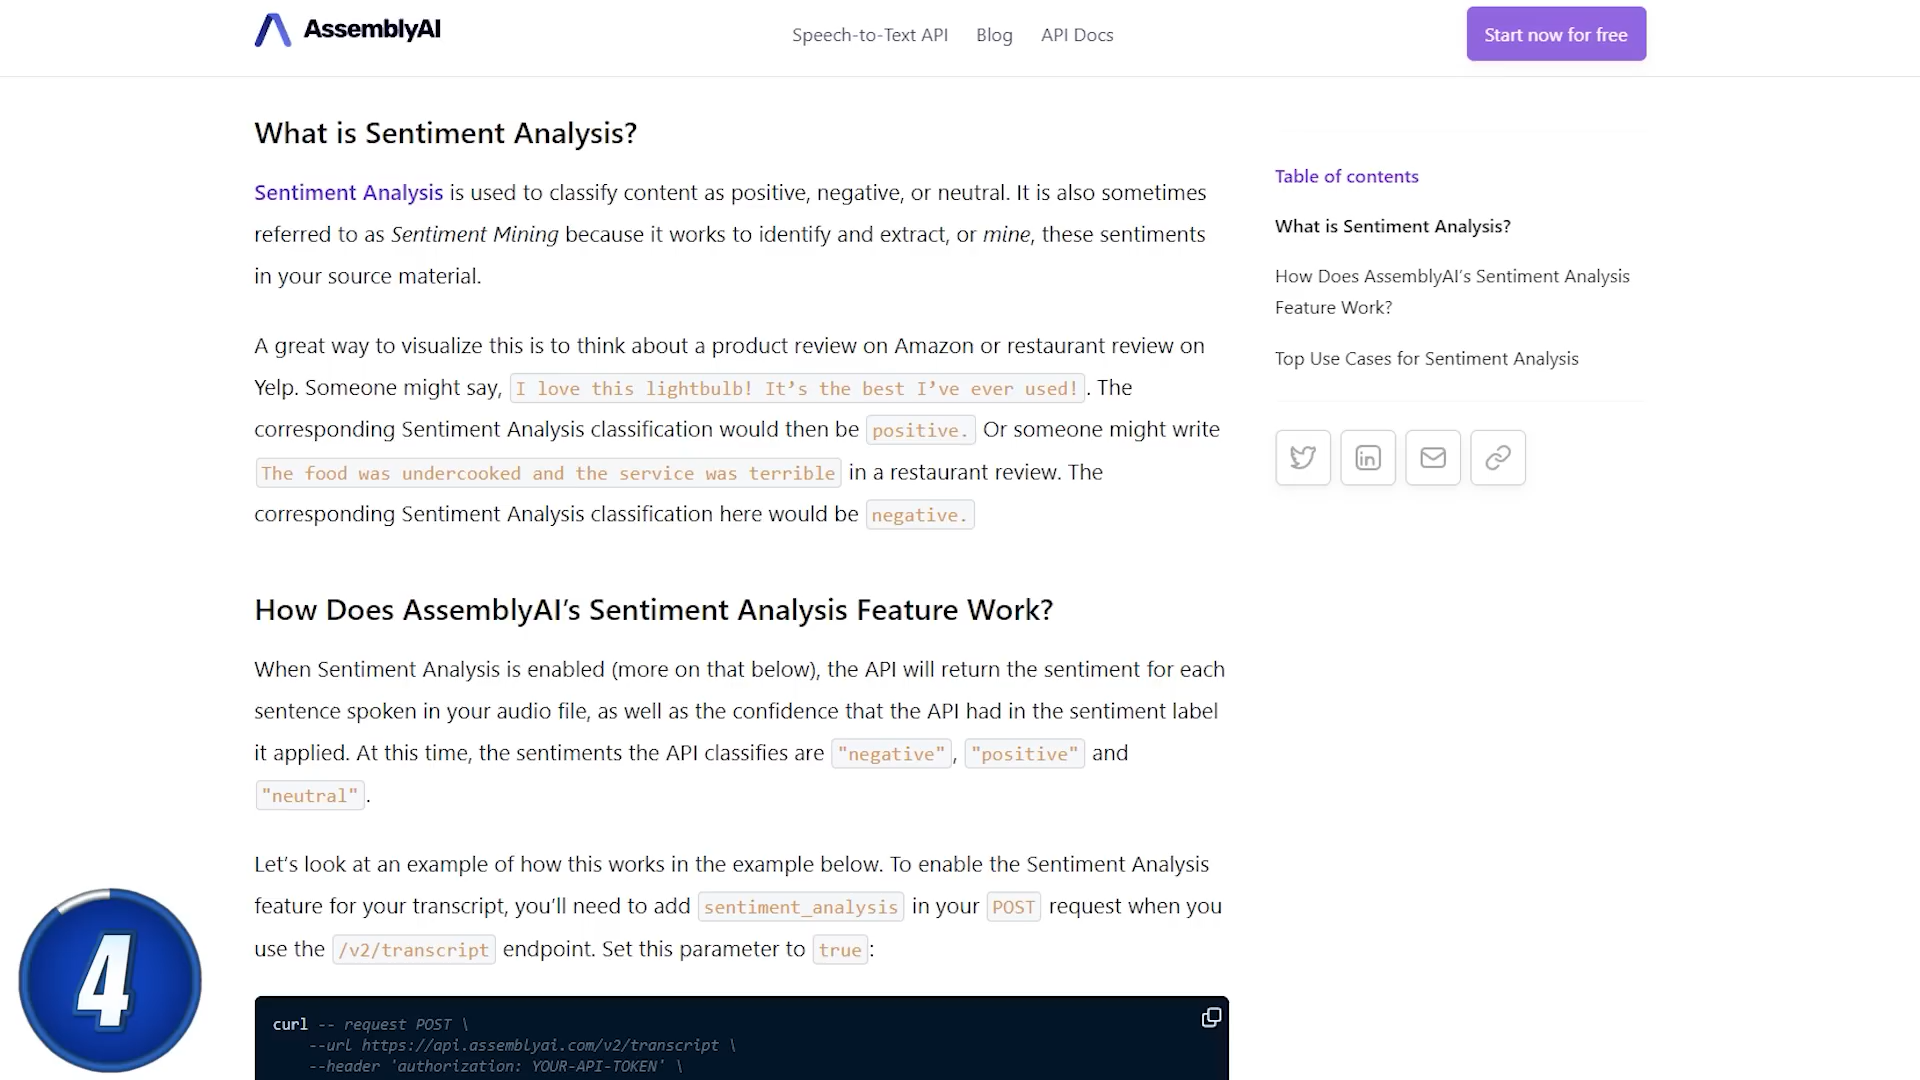 AssemblyAI
Speech-to-Text API Blog API Docs
Start now for free
What is Sentiment Analysis?
Sentiment Analysis is used to classify content as positive, negative, or neutral. It is also sometimes
referred to as Sentiment Mining because it works to identify and extract, or mine, these sentiments
in your source material.
A great way to visualize this is to think about a product review on Amazon or restaurant review on
Yelp. Someone might say, I love this lightbulb! It’s the best I’ve ever used!. The
corresponding Sentiment Analysis classification would then be positive. Or someone might write
The food was undercooked and the service was terrible in a restaurant review. The
corresponding Sentiment Analysis classification here would be negative.
How Does AssemblyAI’s Sentiment Analysis Feature Work?
When Sentiment Analysis is enabled (more on that below), the API will return the sentiment for each
sentence spoken in your audio file, as well as the confidence that the API had in the sentiment label
it applied. At this time, the sentiments the API classifies are "negative", "positive" and
"neutral".
Let’s look at an example of how this works in the example below. To enable the Sentiment Analysis
feature for your transcript, you’ll need to add sentiment_analysis in your POST request when you
use the /v2/transcript endpoint. Set this parameter to true:
curl -- request POST \
--url https://api.assemblyai.com/v2/transcript \
--header 'authorization: YOUR-API-TOKEN' \
Table of contents
What is Sentiment Analysis?
How Does AssemblyAI’s Sentiment Analysis
Feature Work?
Top Use Cases for Sentiment Analysis
in
4